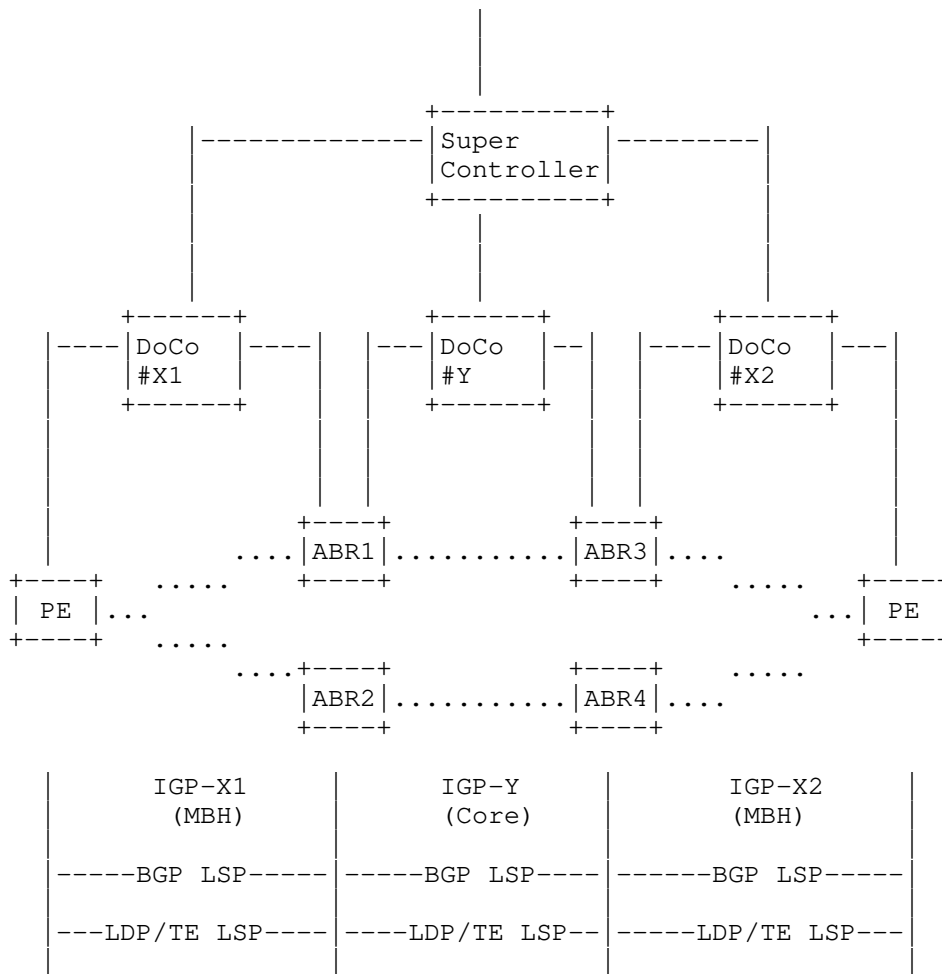 Super
Controller
DoCo DoCo DoCo
#X1 #Y #X2
ABR1 ABR3
PE PE
ABR2 ABR4
IGP-X1 IGP-Y IGP-X2
(MBH) (Core) (MBH)
BGP LSP BGP LSP BGP LSP
LDP/TE LSP LDP/TE LSP LDP/TE LSP